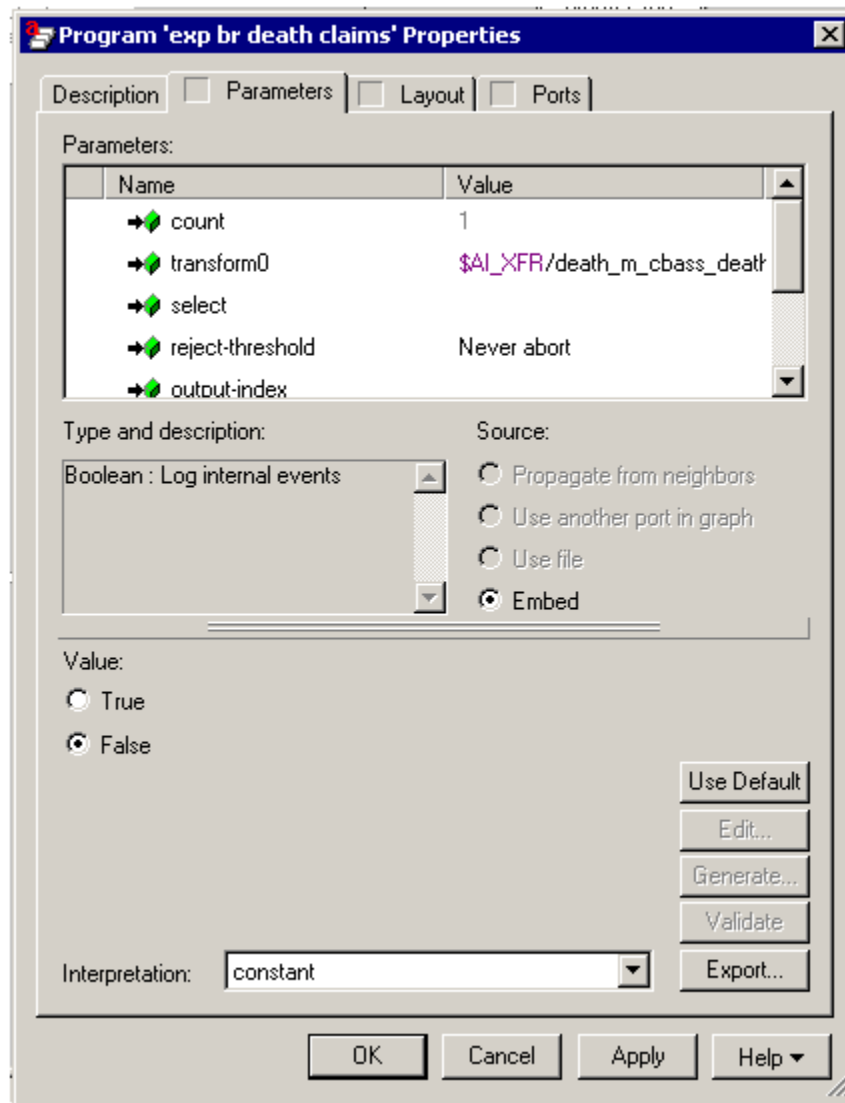 Program 'exp br death claims' Properties
Description Parameters Layout Ports
Parameters:
Name Value
count 1
transform0 $AI_XFR/death_m_cbass_death
select
reject-threshold Never abort
output-index
Type and description: Source:
Boolean : Log internal events
Propagate from neighbors
Use another port in graph
Use file
Embed
Value:
True
False
Use Default
Edit...
Generate...
Validate
Interpretation: constant Export...
OK Cancel Apply Help